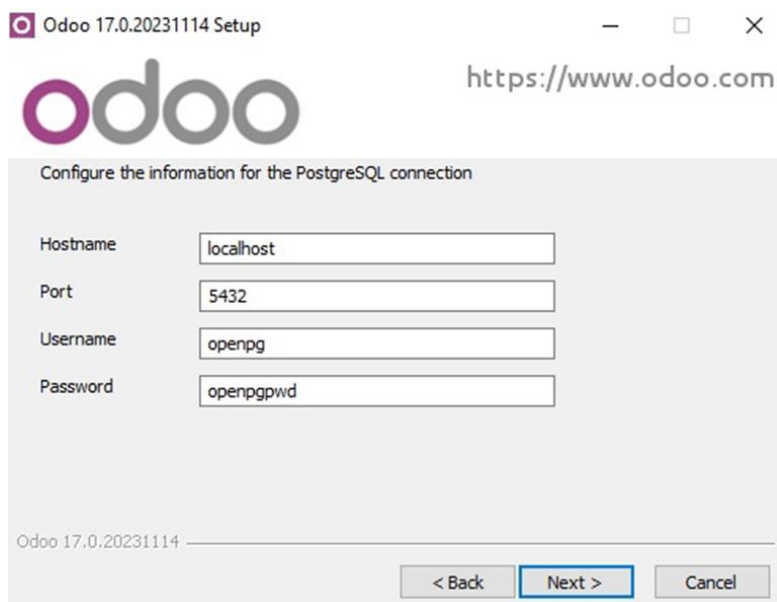 Odoo 17.0.20231114 Setup
odoo
https://www.odoo.com
Configure the information for the PostgreSQL connection
Hostname localhost
Port 5432
Username openpg
Password openpgpwd
Odoo 17.0.20231114
< Back Next > Cancel